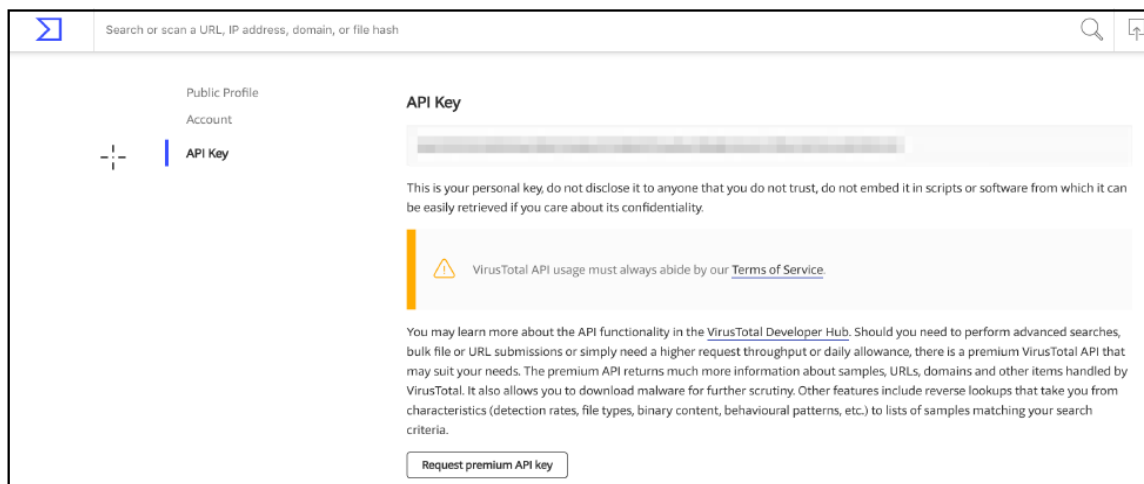 Search or scan a URL, IP address, domain, or file hash
Public Profile
Account
API Key
API Key
This is your personal key, do not disclose it to anyone that you do not trust, do not embed it in scripts or software from which it can
be easily retrieved if you care about its confidentiality.
VirusTotal API usage must always abide by our Terms of Service.
You may learn more about the API functionality in the VirusTotal Developer Hub. Should you need to perform advanced searches,
bulk file or URL submissions or simply need a higher request throughput or daily allowance, there is a premium VirusTotal API that
may suit your needs. The premium API returns much more information about samples, URLs, domains and other items handled by
VirusTotal. It also allows you to download malware for further scrutiny. Other features include reverse lookups that take you from
characteristics (detection rates, file types, binary content, behavioural patterns, etc.) to lists of samples matching your search
criteria.
Request premium API key